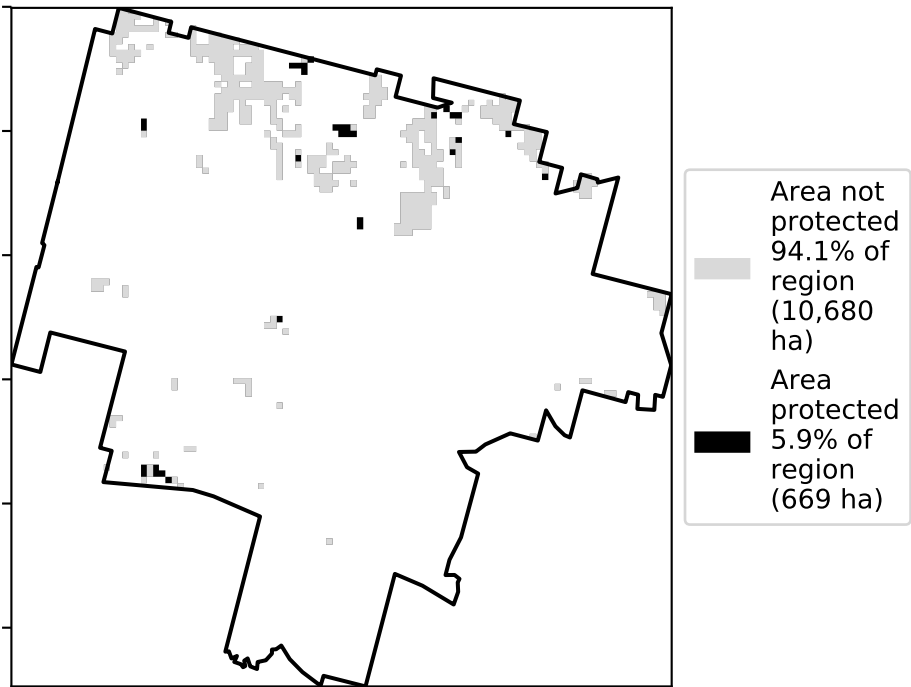 Area not
protected
94.1% of
region
(10,680
ha)
Area
protected
5.9% of
region
(669 ha)